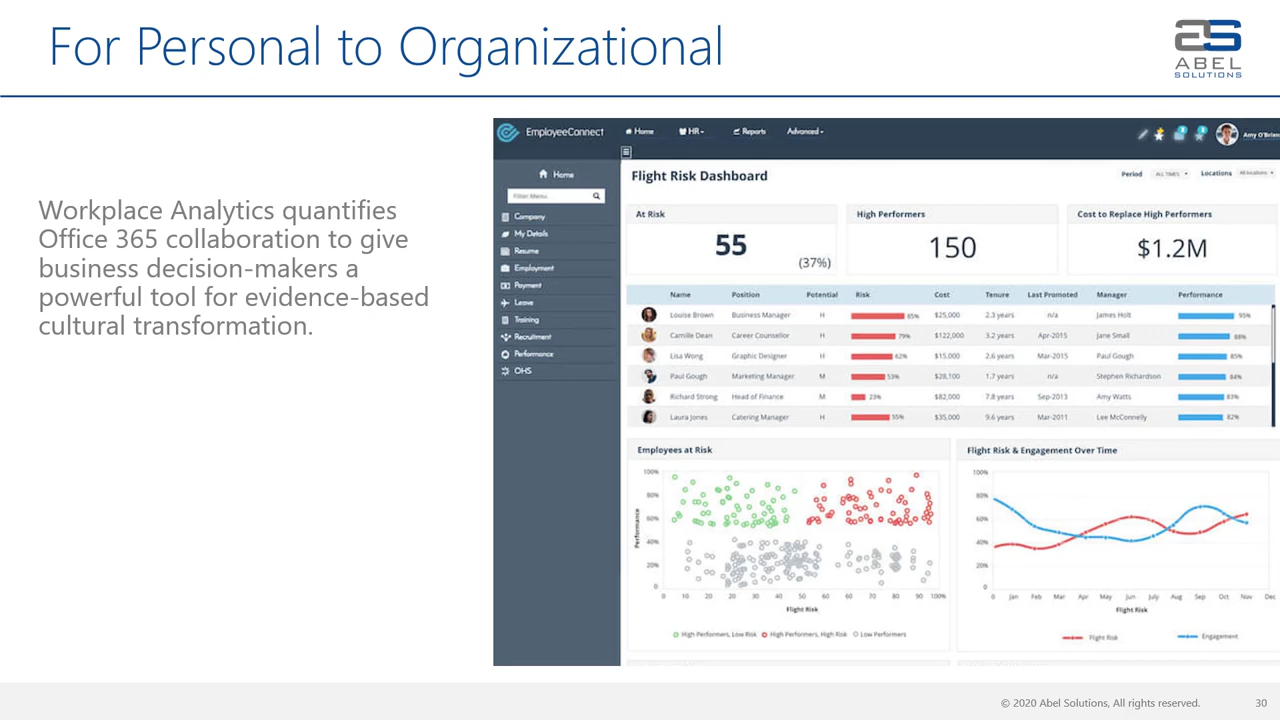 For Personal to Organizational
ABEL
SOLUTIONS
Workplace Analytics quantifies
Office 365 collaboration to give
business decision-makers a
powerful tool for evidence-based
cultural transformation.
EmployeeConnect
Home
HR
Reports
Advanced
Amy O'Brien
Home
Filter Menu
Company
My Details
Resume
Employment
Payment
Leave
Training
Recruitment
Performance
OHS
Flight Risk Dashboard
Period ALL TIMES Locations All locations
At Risk
55
(37%)
High Performers
150
Cost to Replace High Performers
$1.2M
Name Position Potential Risk Cost Tenure Last Promoted Manager Performance
Louise Brown Business Manager H 85% $25,000 2.3 years n/a James Holt 95%
Camille Dean Career Counsellor H 79% $122,000 3.2 years Apr-2015 Jane Small 88%
Lisa Wong Graphic Designer H 62% $15,000 2.6 years Mar-2015 Paul Gough 85%
Paul Gough Marketing Manager M 53% $28,100 1.7 years n/a Stephen Richardson 84%
Richard Strong Head of Finance M 23% $82,000 7.8 years Sep-2013 Amy Watts 83%
Laura Jones Catering Manager H 55% $35,000 9.6 years Mar-2011 Lee McConnelly 82%
Employees at Risk
100%
80%
60%
40%
20%
0
Performance
0 10 20 20 30 40 50 60 60 70 80 90 100%
Flight Risk
High Performers, Low Risk High Performers, High Risk Low Performers
Flight Risk & Engagement Over Time
100%
80%
60%
40%
20%
0
0 Jan Feb Mar Apr May Jun July Aug Sep Oct Nov Dec
Flight Risk
Flight Risk Engagement
© 2020 Abel Solutions, All rights reserved.
30